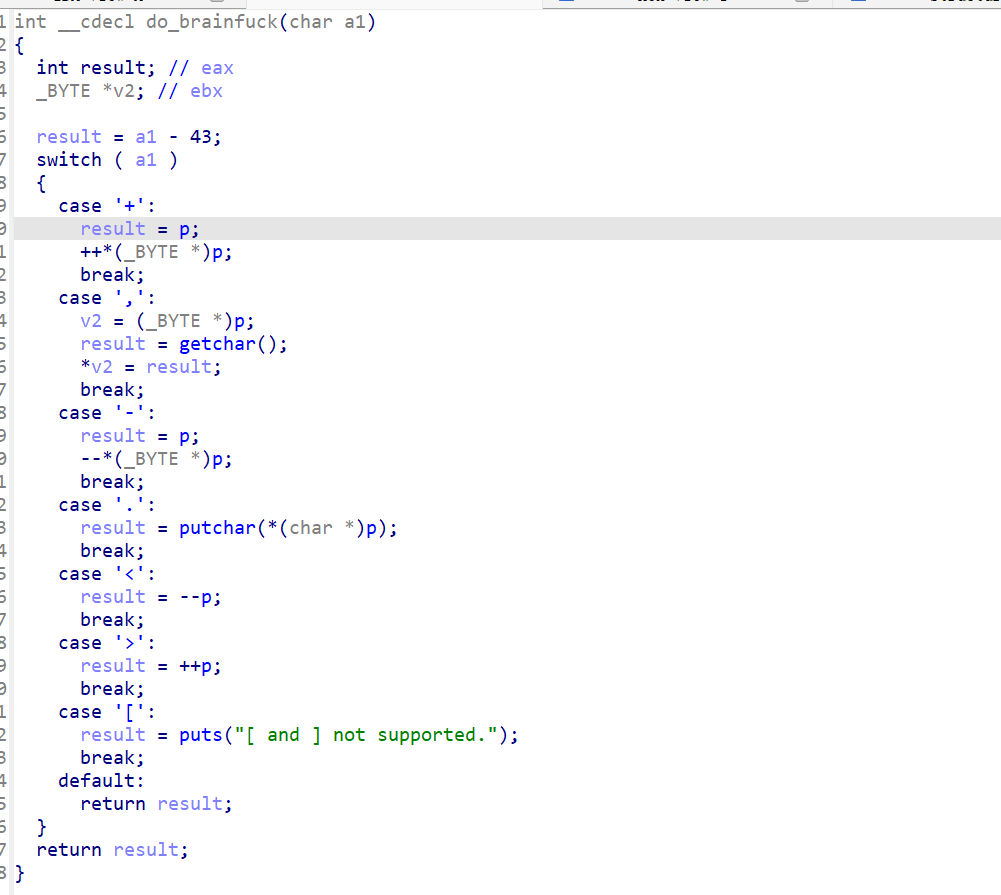 1 int __cdecl do_brainfuck(char a1)
2 {
3   int result; // eax
4   _BYTE *v2; // ebx
5
6   result = a1 - 43;
7   switch ( a1 )
8   {
9     case '+':
0       result = p;
1       ++*(_BYTE *)p;
2       break;
3     case ',':
4       v2 = (_BYTE *)p;
5       result = getchar();
6       *v2 = result;
7       break;
8     case '-':
9       result = p;
0       --*(_BYTE *)p;
1       break;
2     case '.':
3       result = putchar(*(char *)p);
4       break;
5     case '<':
6       result = --p;
7       break;
8     case '>':
9       result = ++p;
0       break;
1     case '[':
2       result = puts("[ and ] not supported.");
3       break;
4     default:
5       return result;
6   }
7   return result;
8 }